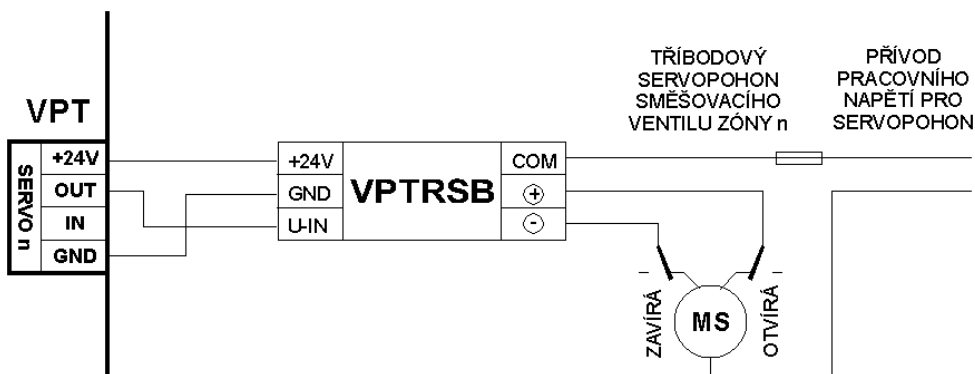 VPT
SERVO n
+24V
OUT
IN
GND
+24V
GND
U-IN
VPTRSB
COM
+
-
TŘÍBODOVÝ
SERVOPOHON
SMĚŠOVACÍHO
VENTILU ZÓNY n
PŘÍVOD
PRACOVNÍHO
NAPĚTÍ PRO
SERVOPOHON
ZAVÍRÁ
MS
OTVÍRÁ